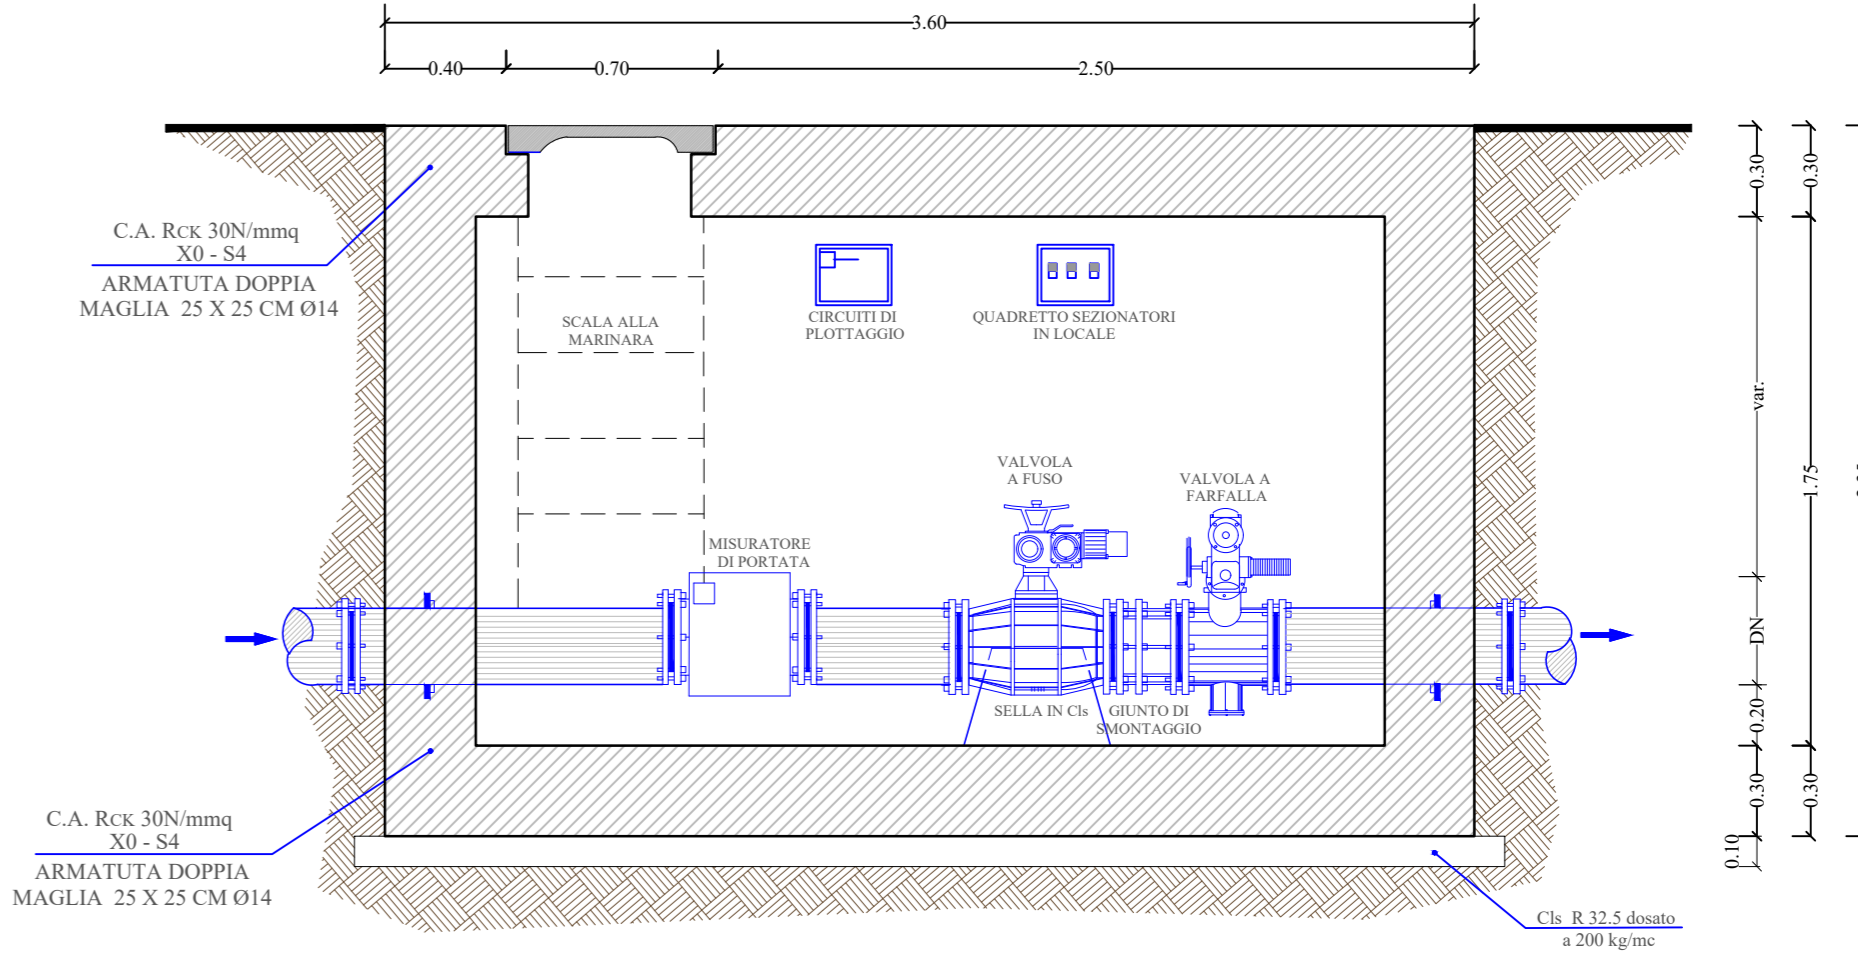 3.60
0.40
0.70
2.50
C.A. RCK 30N/mmq
X0 - S4
ARMATUTA DOPPIA
MAGLIA 25 X 25 CM Ø14
SCALA ALLA
MARINARA
CIRCUITI DI
PLOTTAGGIO
QUADRETTO SEZIONATORI
IN LOCALE
VALVOLA
A FUSO
VALVOLA A
FARFALLA
MISURATORE
DI PORTATA
SELLA IN Cls
GIUNTO DI
SMONTAGGIO
0.30
var.
DN
0.20
0.30
0.10
0.30
1.75
0.30
C.A. RCK 30N/mmq
X0 - S4
ARMATUTA DOPPIA
MAGLIA 25 X 25 CM Ø14
Cls R 32.5 dosato
a 200 kg/mc